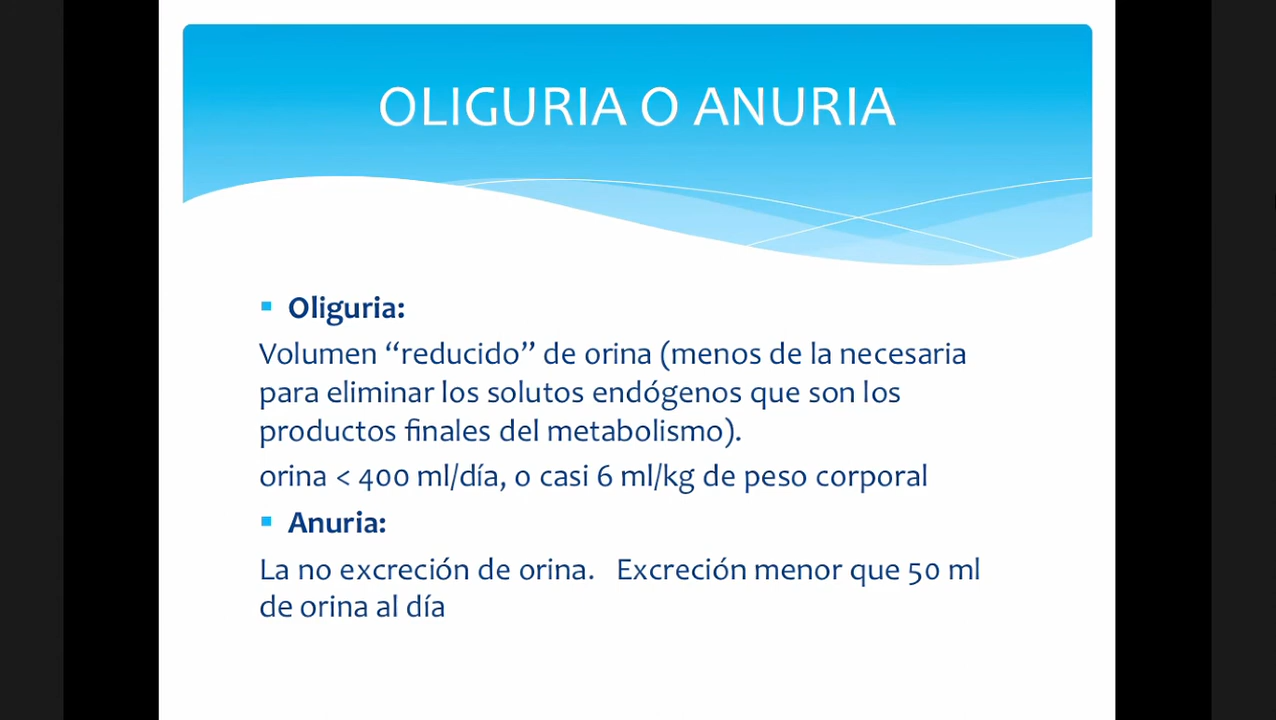 OLIGURIA O ANURIA
▪ Oliguria:
Volumen “reducido” de orina (menos de la necesaria
para eliminar los solutos endógenos que son los
productos finales del metabolismo).
orina < 400 ml/día, o casi 6 ml/kg de peso corporal
▪ Anuria:
La no excreción de orina.   Excreción menor que 50 ml
de orina al día